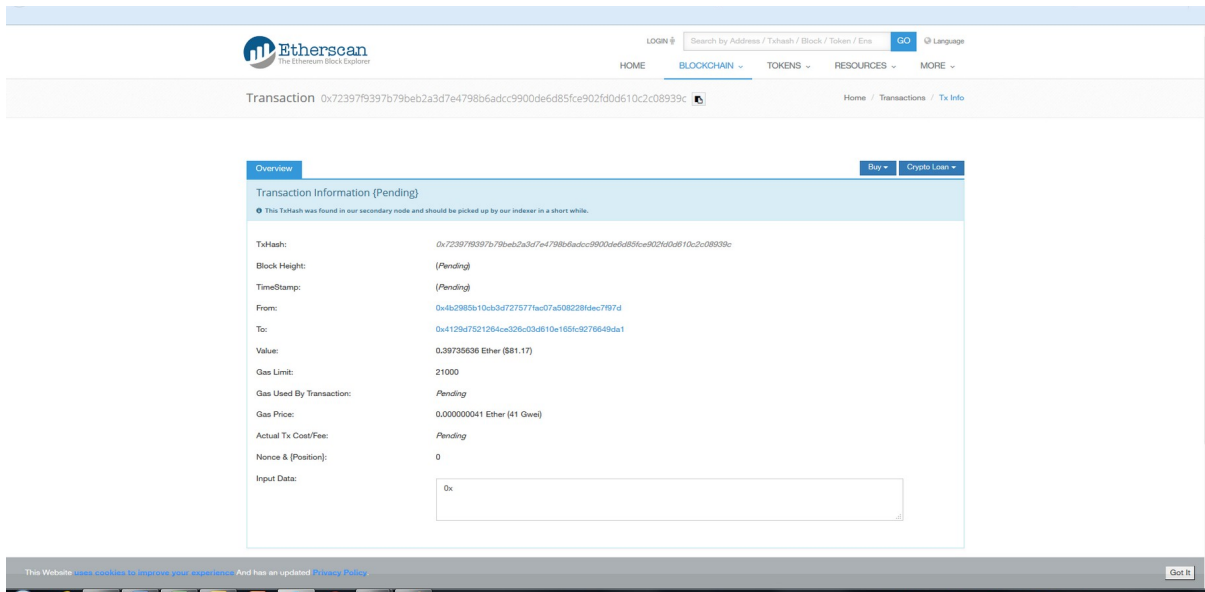 Etherscan
The Ethereum Block Explorer
LOGIN
Search by Address / Txhash / Block / Token / Ens
GO
Language
HOME
BLOCKCHAIN
TOKENS
RESOURCES
MORE
Transaction 0x72397f9397b79beb2a3d7e4798b6adcc9900de6d85fce902fd0d610c2c08939c
Home / Transactions / Tx Info
Overview
Buy
Crypto Loan
Transaction Information {Pending}
This TxHash was found in our secondary node and should be picked up by our indexer in a short while.
TxHash: 0x72397f9397b79beb2a3d7e4798b6adcc9900de6d85fce902fd0d610c2c08939c
Block Height: (Pending)
TimeStamp: (Pending)
From: 0x4b2985b10cb3d727577fac07a508228fdec7f97d
To: 0x4129d7521264ce326c03d610e165fc9276649da1
Value: 0.39735636 Ether ($81.17)
Gas Limit: 21000
Gas Used By Transaction: Pending
Gas Price: 0.000000041 Ether (41 Gwei)
Actual Tx Cost/Fee: Pending
Nonce & {Position}: 0
Input Data:
0x
This Website uses cookies to improve your experience And has an updated Privacy Policy.
Got It